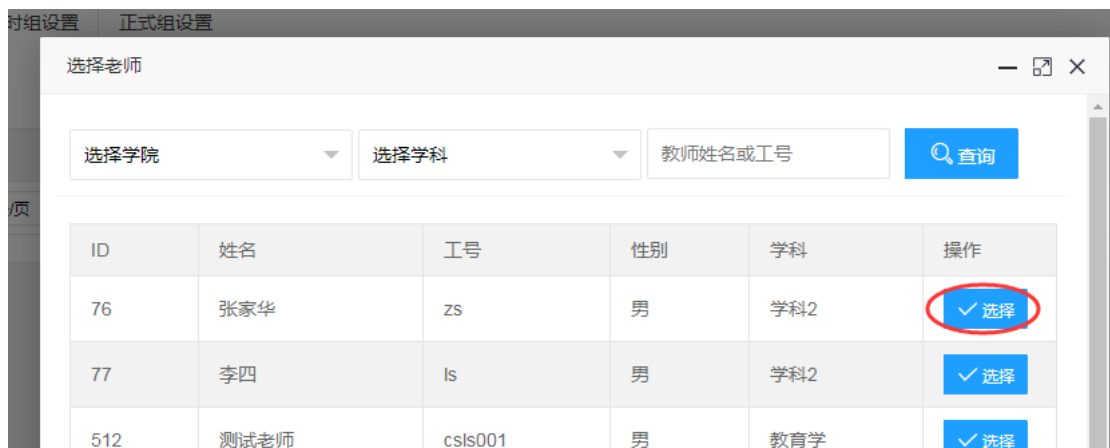 时组设置 正式组设置
选择老师
选择学院 选择学科 教师姓名或工号 查询
/页
ID 姓名 工号 性别 学科 操作
76 张家华 zs 男 学科2 选择
77 李四 ls 男 学科2 选择
512 测试老师 csls001 男 教育学 选择